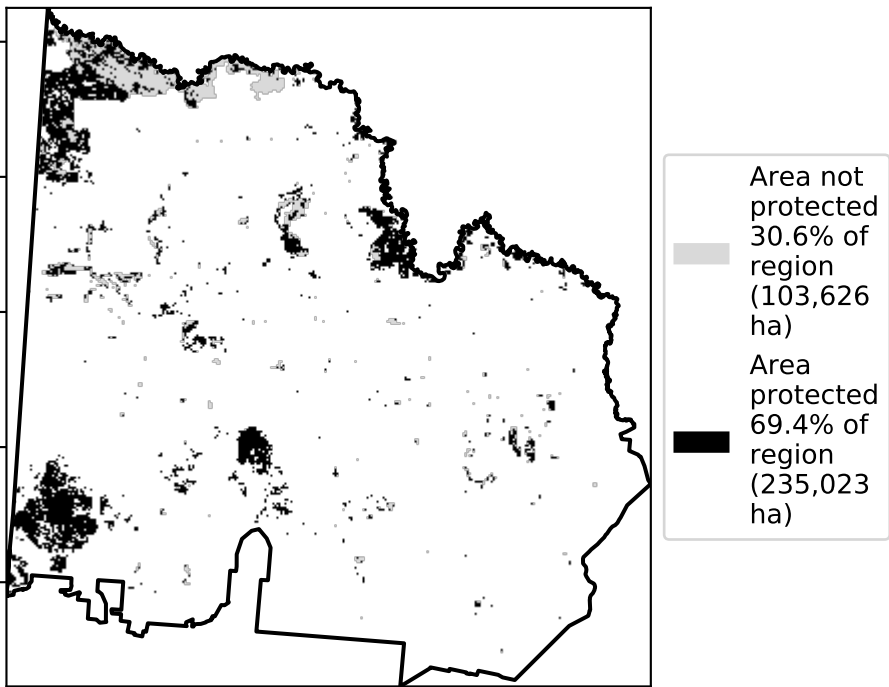 Area not
protected
30.6% of
region
(103,626
ha)
Area
protected
69.4% of
region
(235,023
ha)